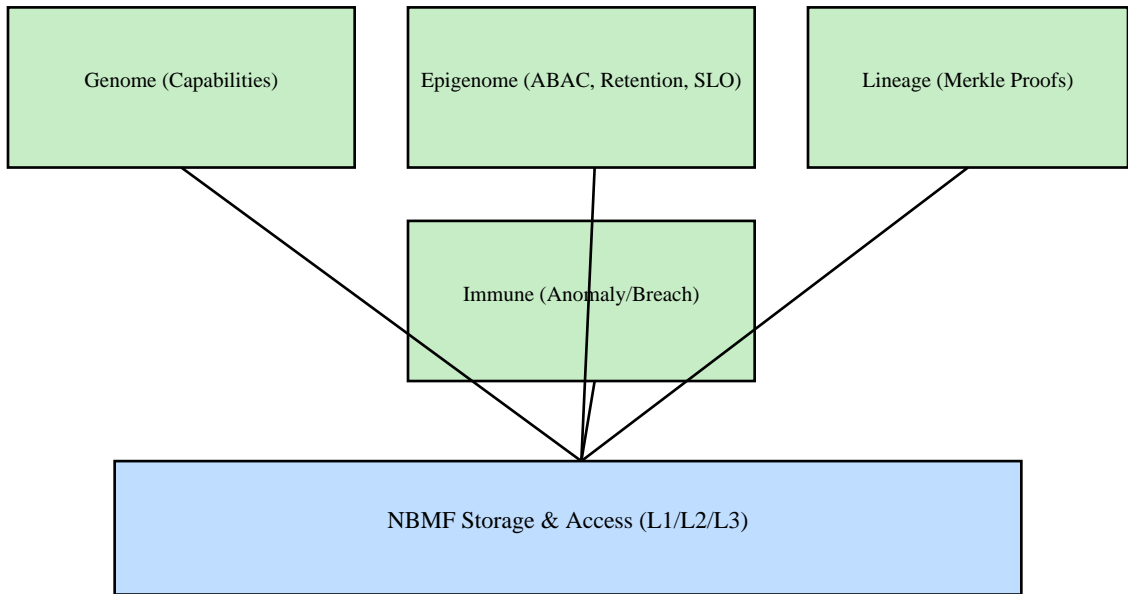 Genome (Capabilities)
Epigenome (ABAC, Retention, SLO)
Lineage (Merkle Proofs)
Immune (Anomaly/Breach)
NBMF Storage & Access (L1/L2/L3)